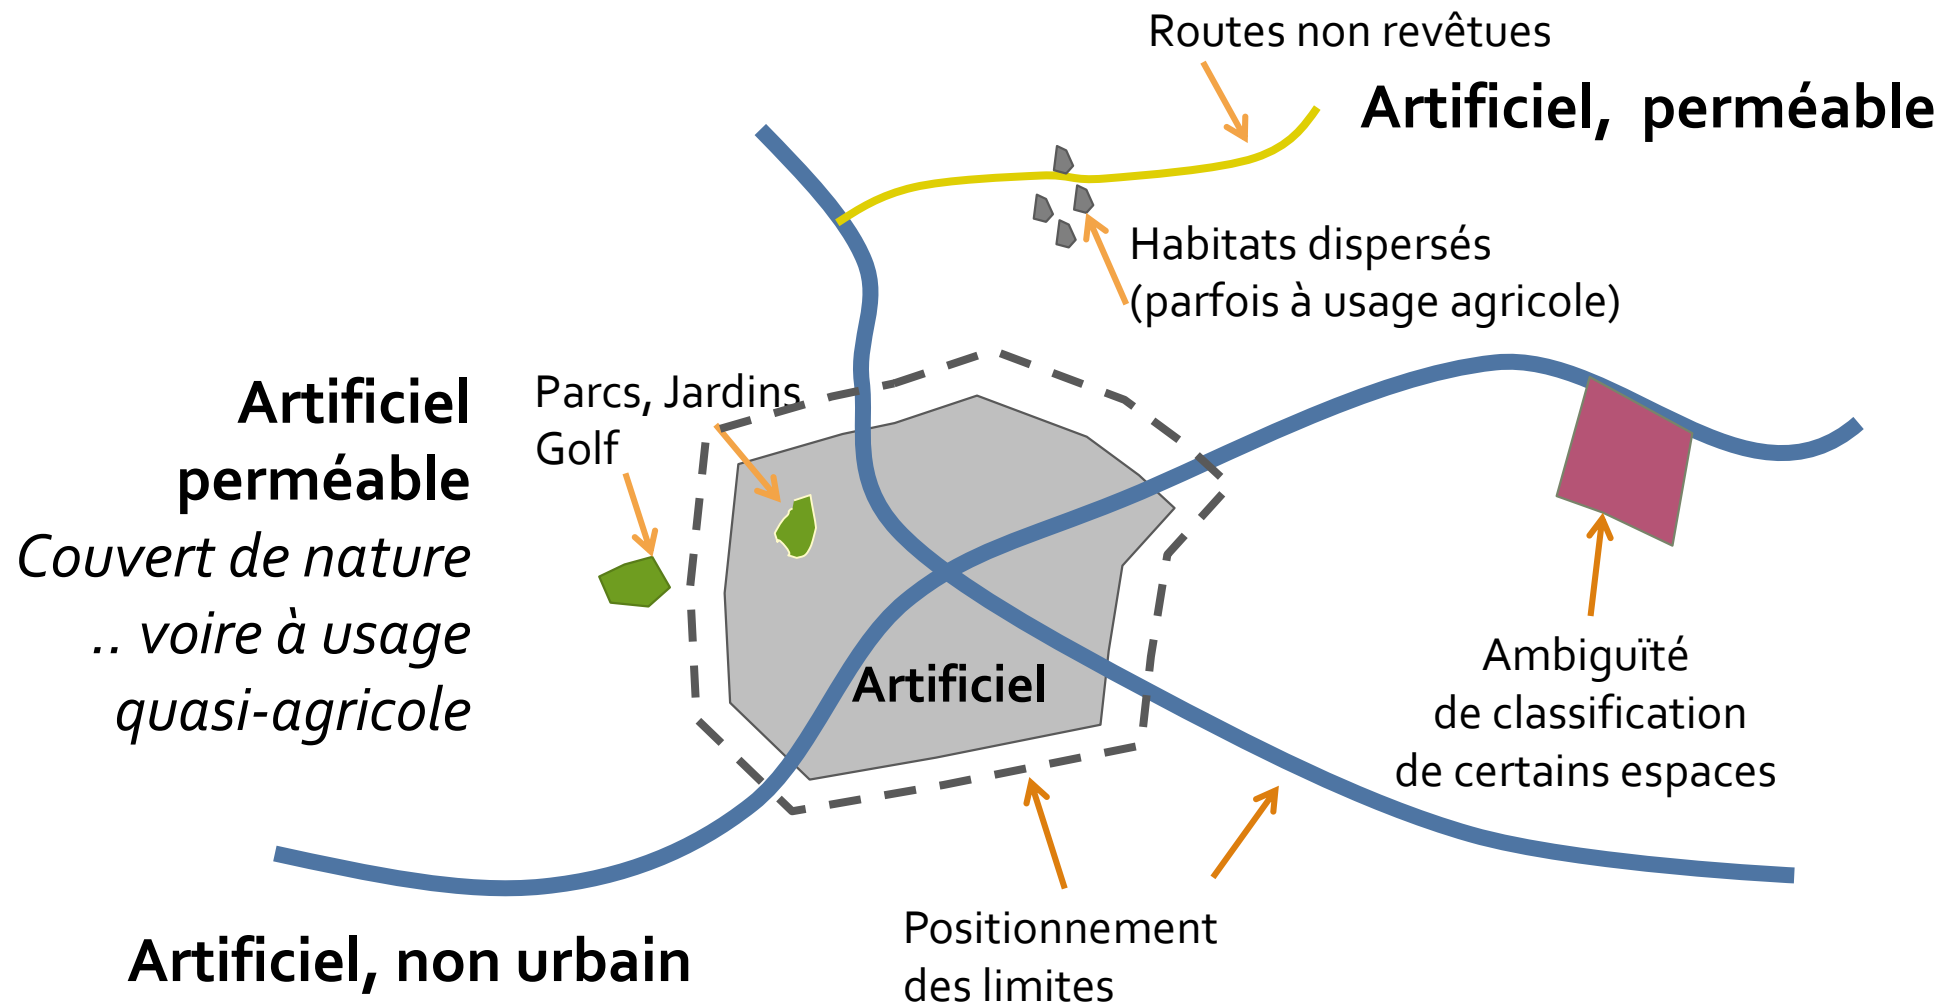 Routes non revêtues
Artificiel, perméable
Habitats dispersés
(parfois à usage agricole)
Parcs, Jardins
Golf
Artificiel
perméable
Couvert de nature
.. voire à usage
quasi-agricole
Artificiel
Ambiguïté
de classification
de certains espaces
Positionnement
des limites
Artificiel, non urbain